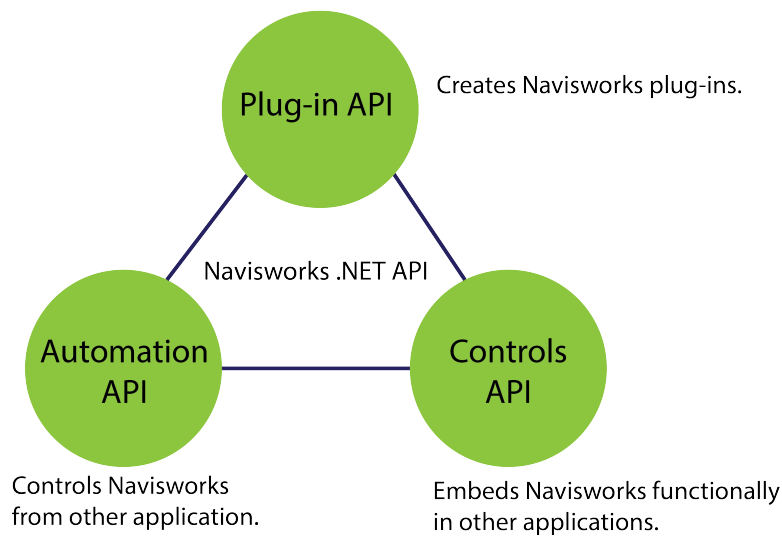 Plug-in API
Creates Navisworks plug-ins.
Navisworks .NET API
Automation
API
Controls
API
Controls Navisworks
from other application.
Embeds Navisworks functionally
in other applications.